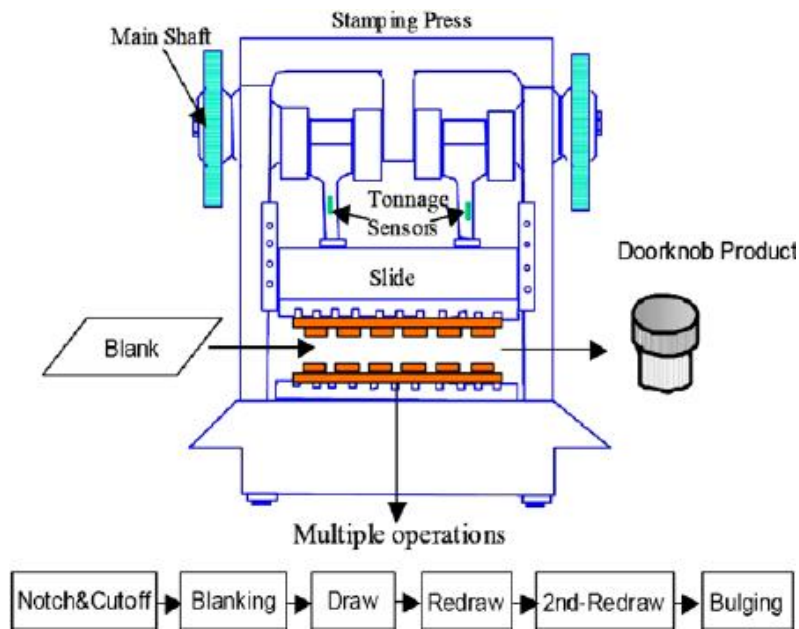 Stamping Press
Main Shaft
Tonnage
Sensors
Doorknob Product
Slide
Blank
Multiple operations
Notch&Cutoff
Blanking
Draw
Redraw
2nd-Redraw
Bulging